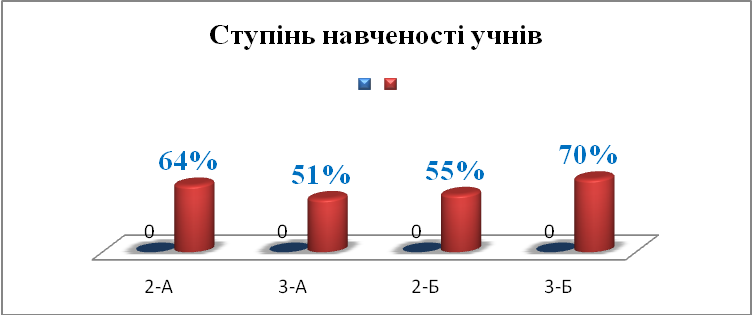 Ступінь навченості учнів
64% 51% 55% 70%
0 0 0 0
2-А 3-А 2-Б 3-Б